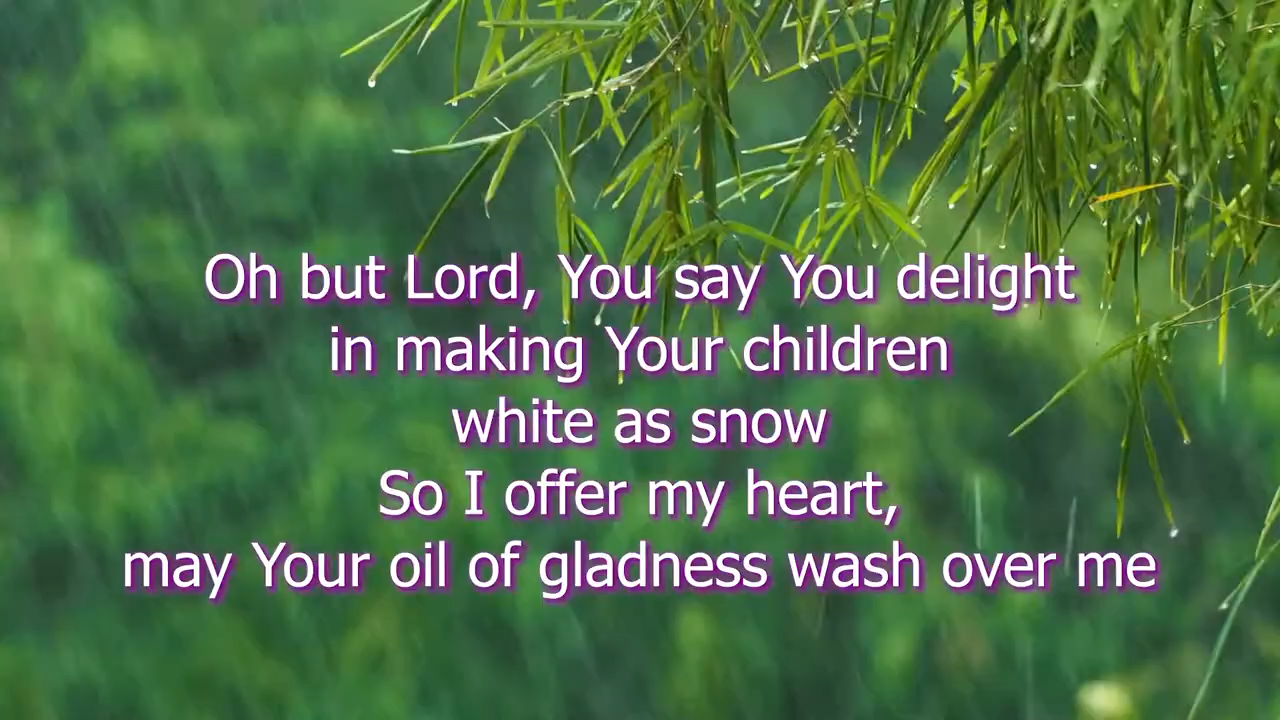 Oh but Lord, You say You delight
in making Your children
white as snow
So I offer my heart,
may Your oil of gladness wash over me